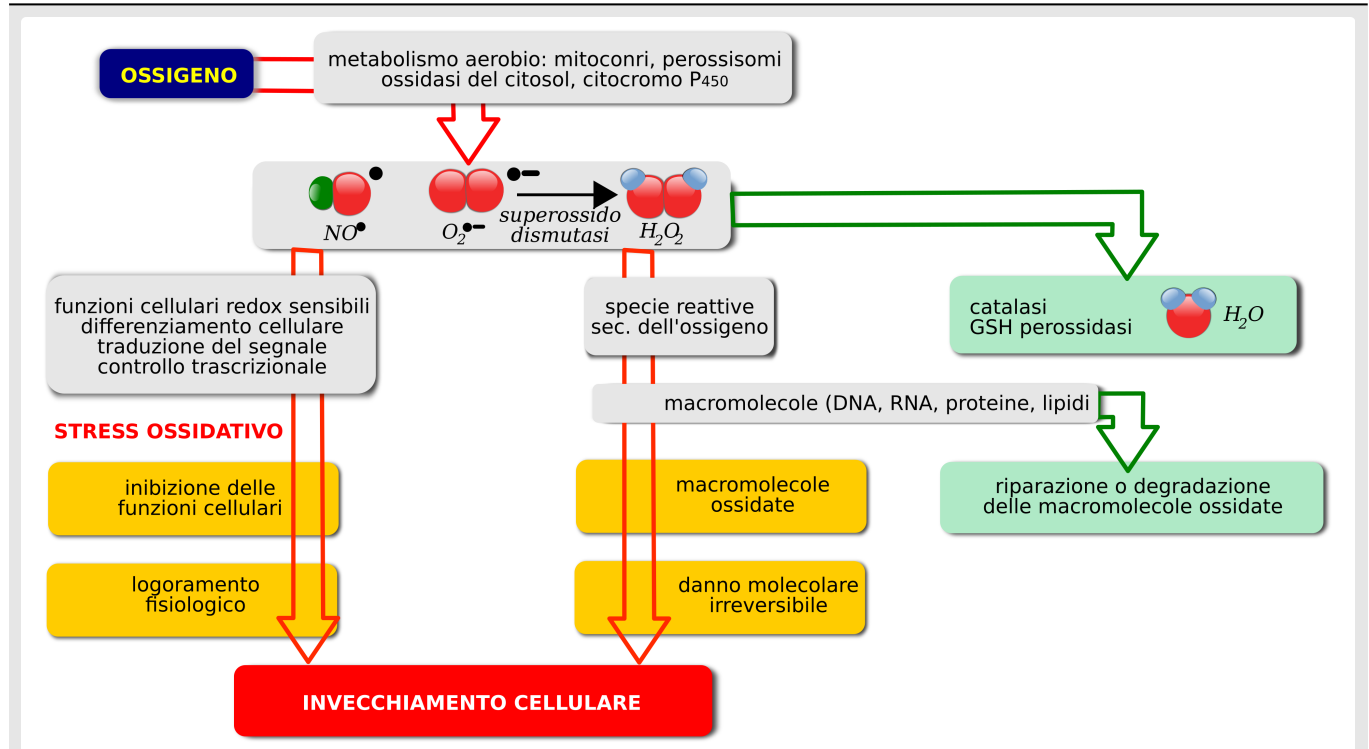 OSSIGENO
metabolismo aerobio: mitoconri, perossisomi
ossidasi del citosol, citocromo P450
NO•
O2•−
superossido
dismutasi
H2O2
funzioni cellulari redox sensibili
differenziamento cellulare
traduzione del segnale
controllo trascrizionale
specie reattive
sec. dell'ossigeno
catalasi
GSH perossidasi
H2O
macromolecole (DNA, RNA, proteine, lipidi
STRESS OSSIDATIVO
inibizione delle
funzioni cellulari
macromolecole
ossidate
riparazione o degradazione
delle macromolecole ossidate
logoramento
fisiologico
danno molecolare
irreversibile
INVECCHIAMENTO CELLULARE